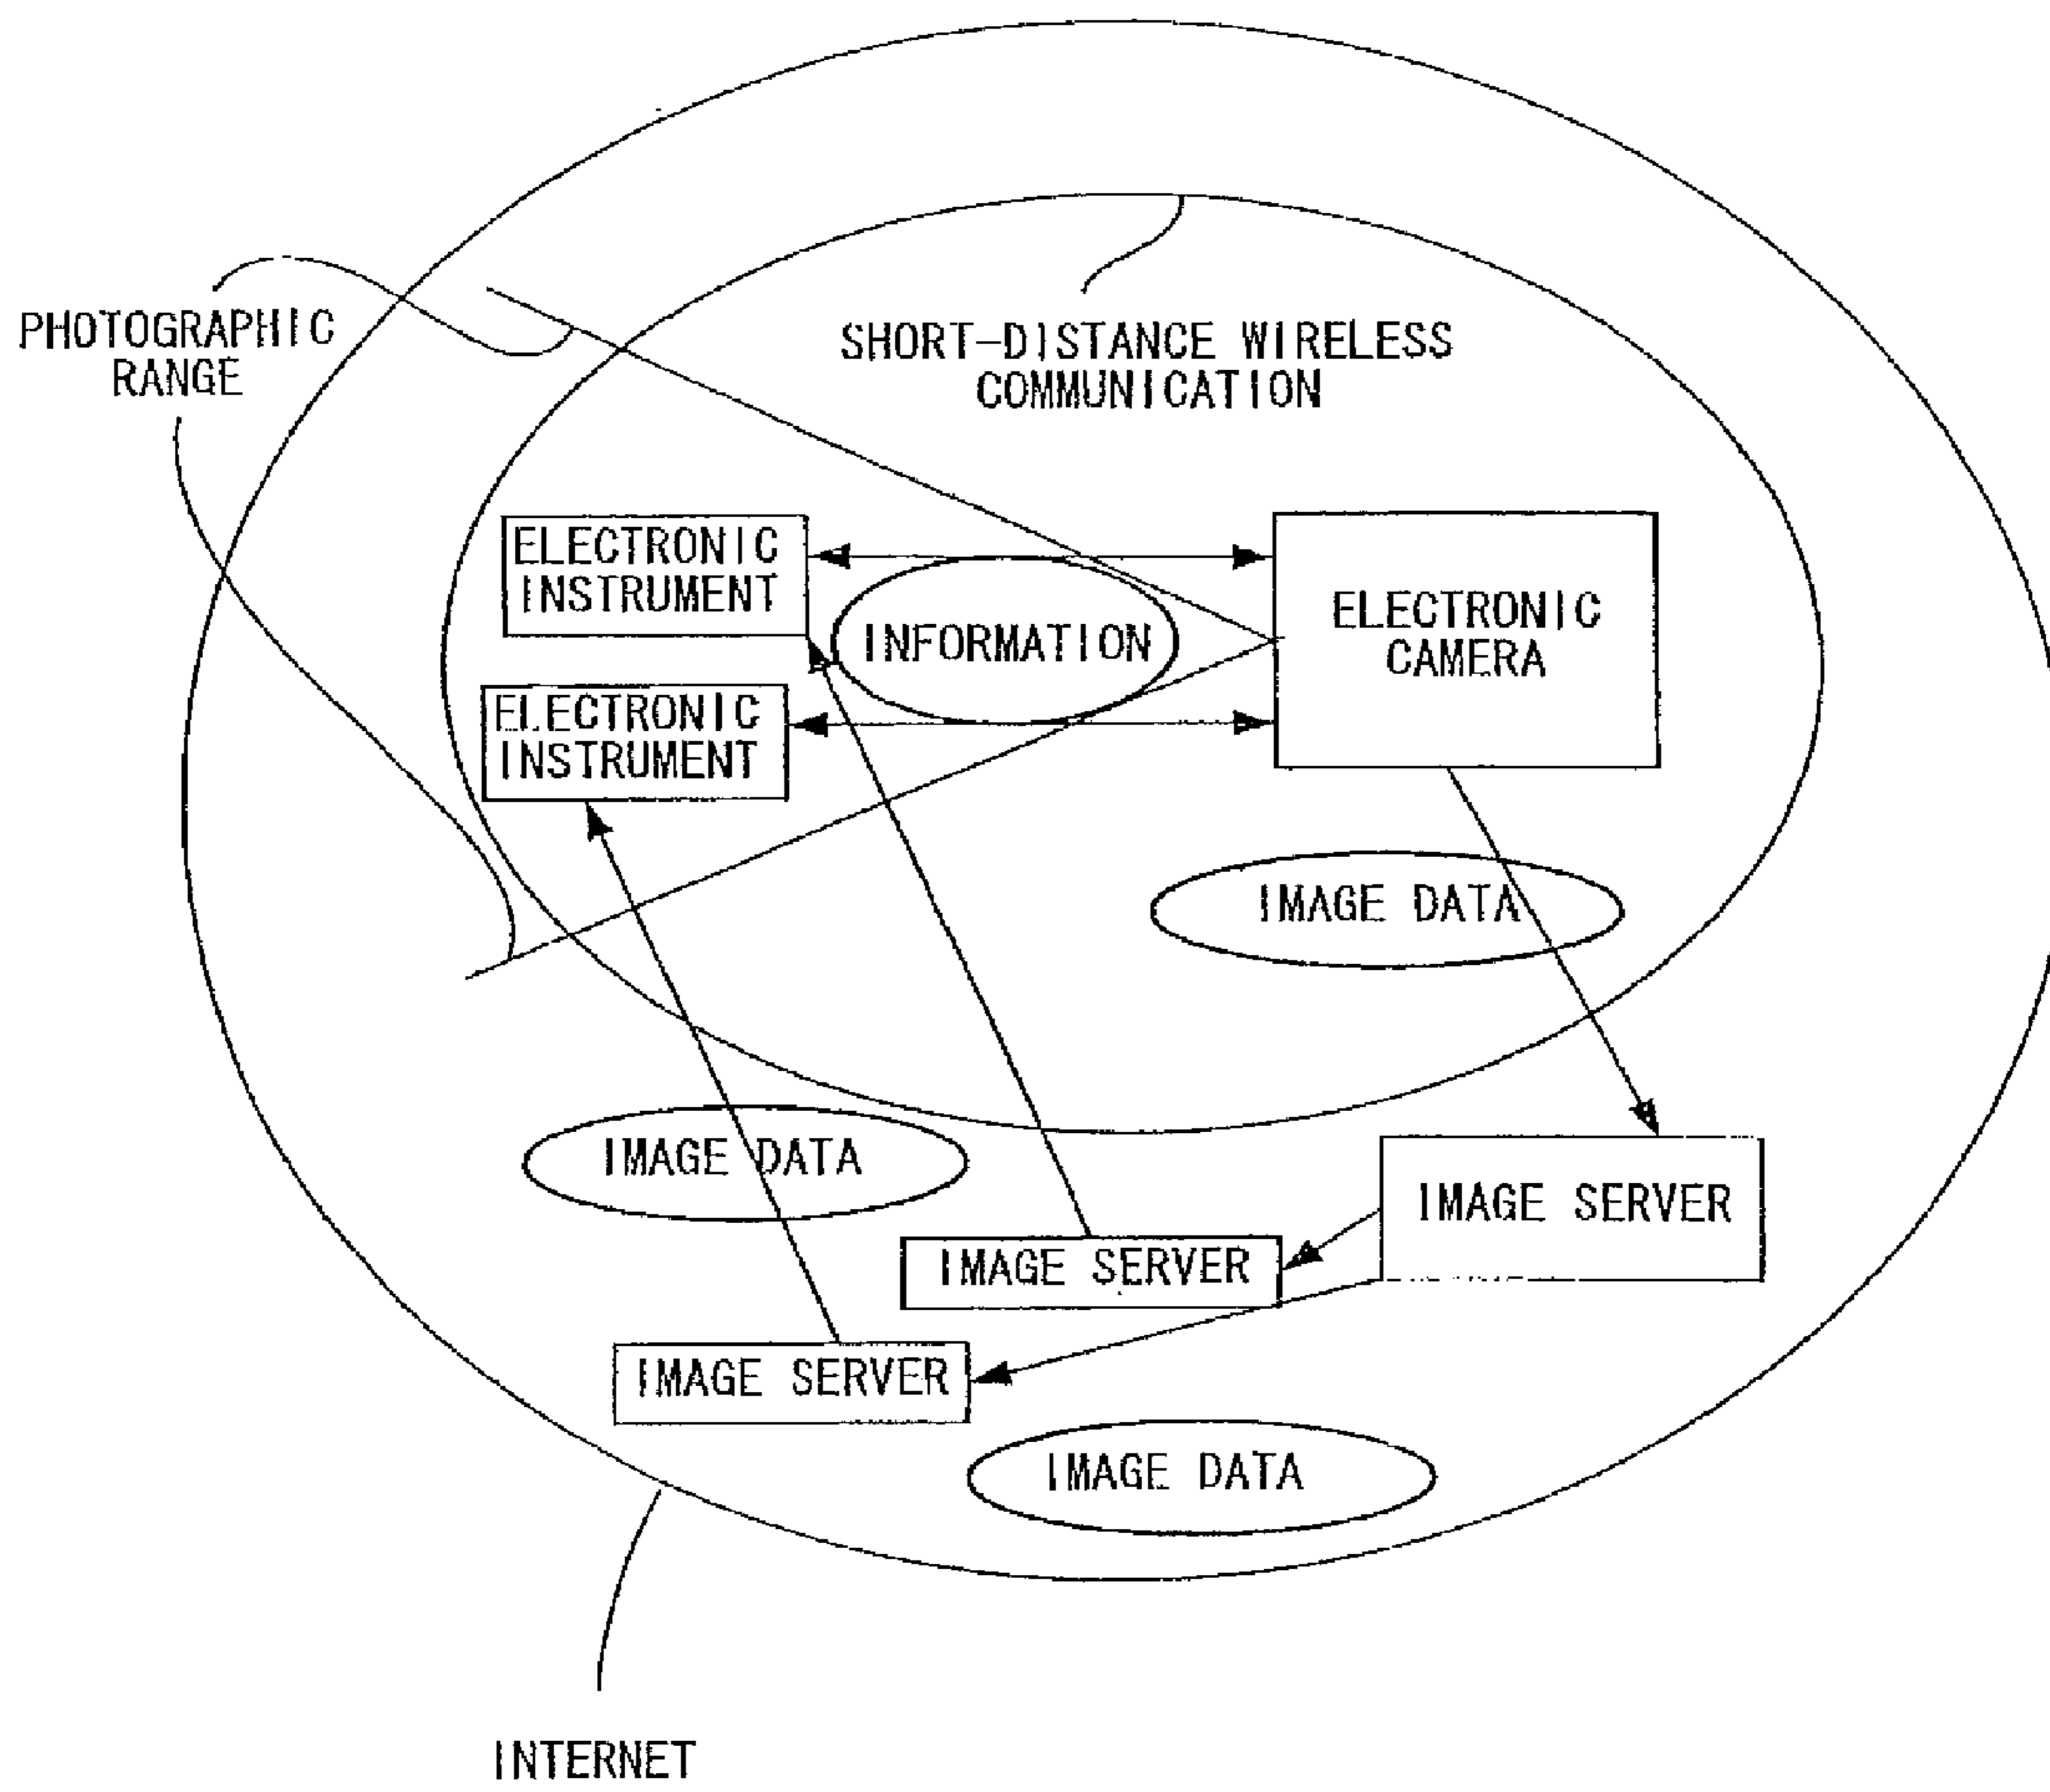 PHOTOGRAPHIC
RANGE
SHORT-DISTANCE WIRELESS
COMMUNICATION
ELECTRONIC
INSTRUMENT
INFORMATION
ELECTRONIC
CAMERA
ELECTRONIC
INSTRUMENT
IMAGE DATA
IMAGE DATA
IMAGE SERVER
IMAGE SERVER
IMAGE SERVER
IMAGE DATA
INTERNET